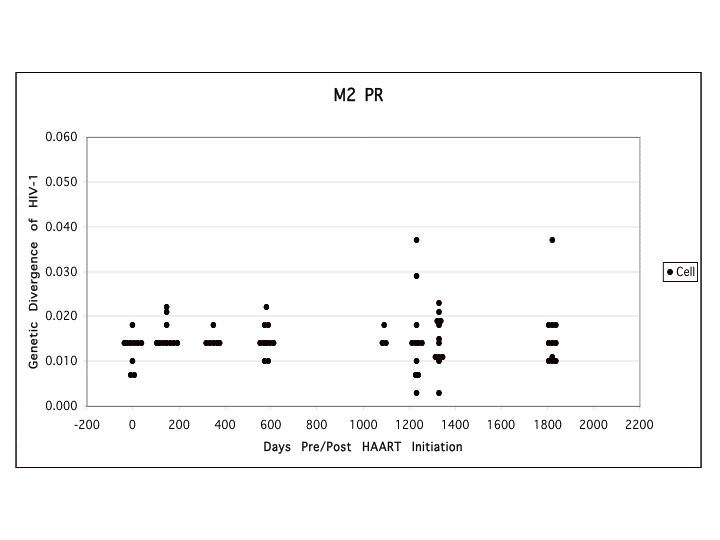 M2 PR
0.060
0.050
0.040
0.030
0.020
0.010
0.000
Genetic Divergence of HIV-1
Cell
-200 0 200 400 600 800 1000 1200 1400 1600 1800 2000 2200
Days Pre/Post HAART Initiation